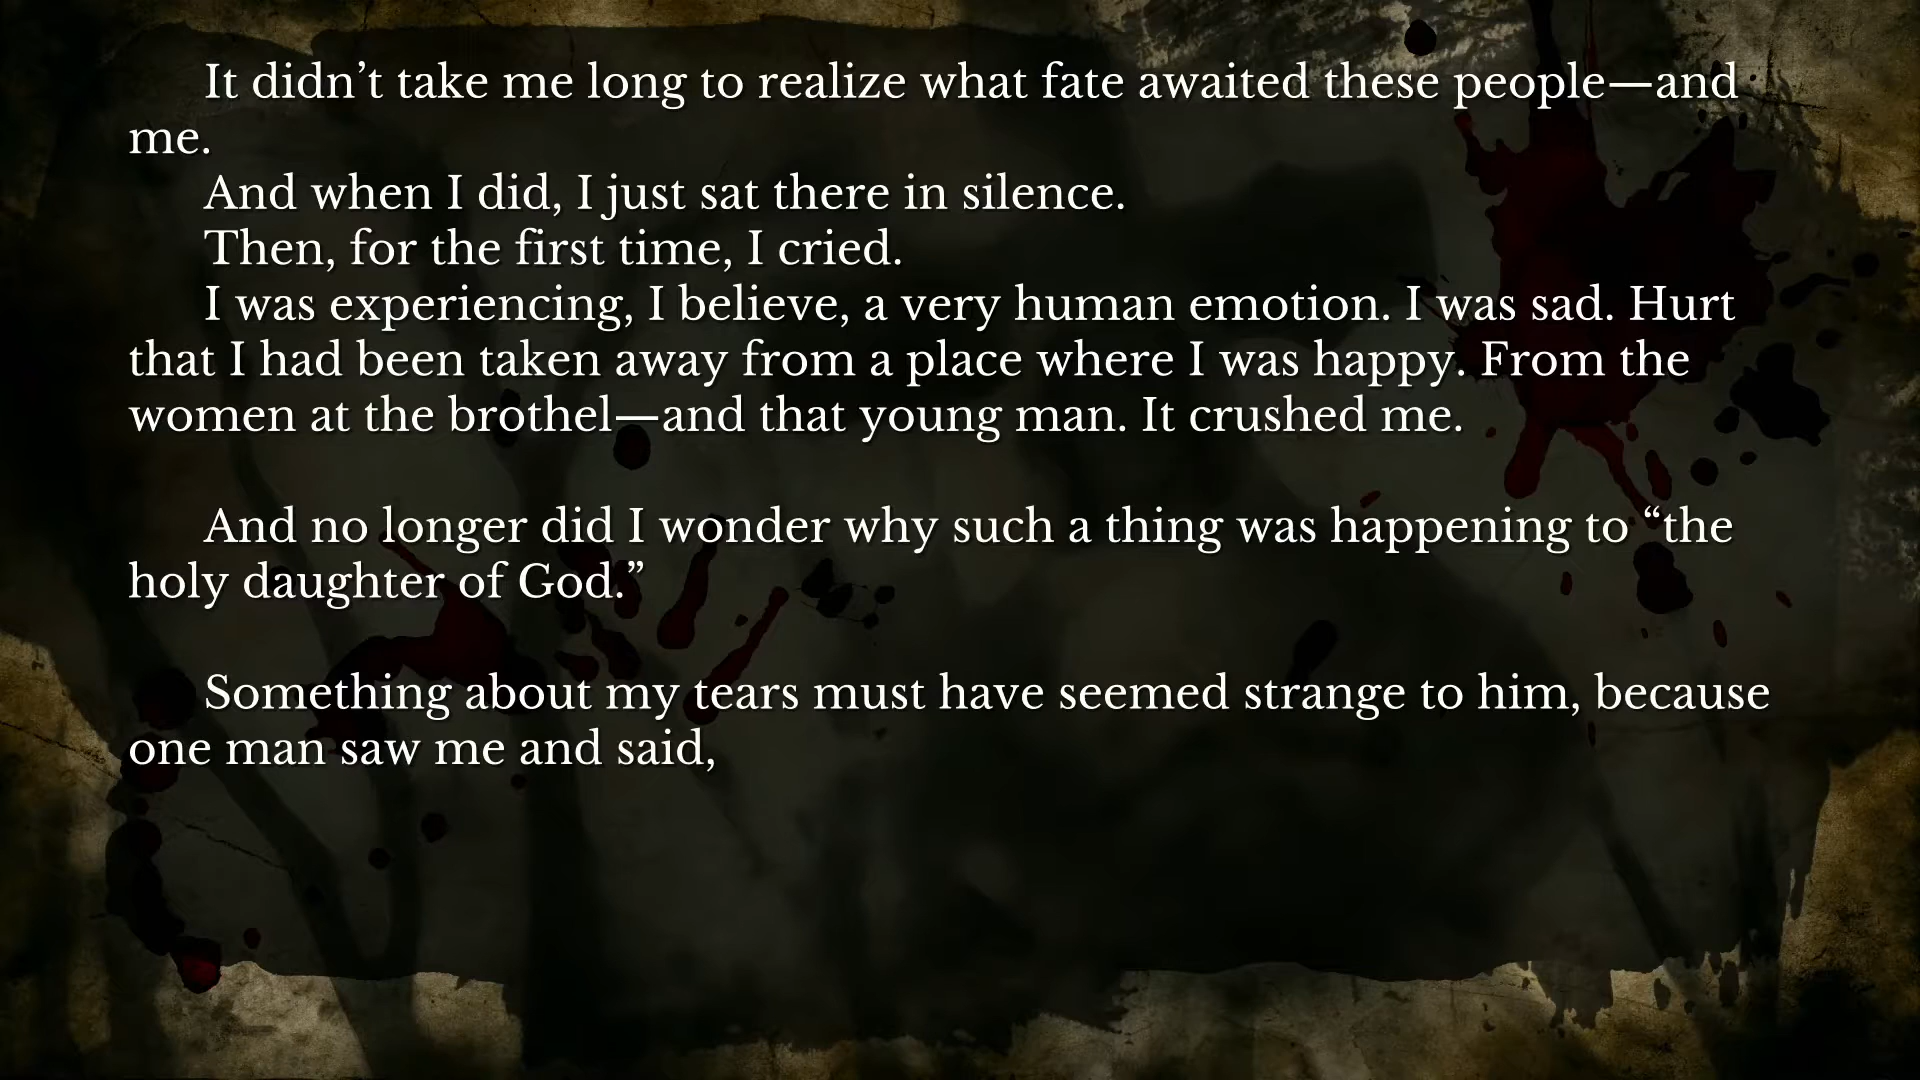 It didn’t take me long to realize what fate awaited these people—and
me.
And when I did, I just sat there in silence.
Then, for the first time, I cried.
I was experiencing, I believe, a very human emotion. I was sad. Hurt
that I had been taken away from a place where I was happy. From the
women at the brothel—and that young man. It crushed me.
And no longer did I wonder why such a thing was happening to “the
holy daughter of God.”
Something about my tears must have seemed strange to him, because
one man saw me and said,